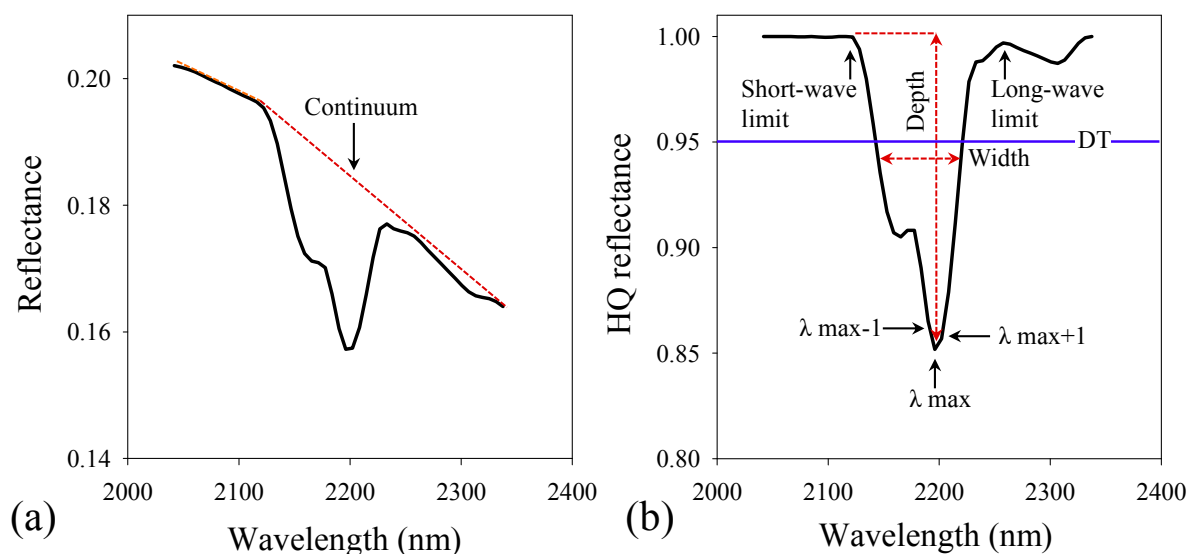 0.20
0.18
0.16
0.14
Reflectance
Continuum
2000 2100 2200 2300 2400
(a)
Wavelength (nm)
1.00
0.95
0.90
0.85
0.80
HQ reflectance
Short-wave
limit
Depth
Long-wave
limit
DT
Width
λ max-1
λ max+1
λ max
2000 2100 2200 2300 2400
(b)
Wavelength (nm)